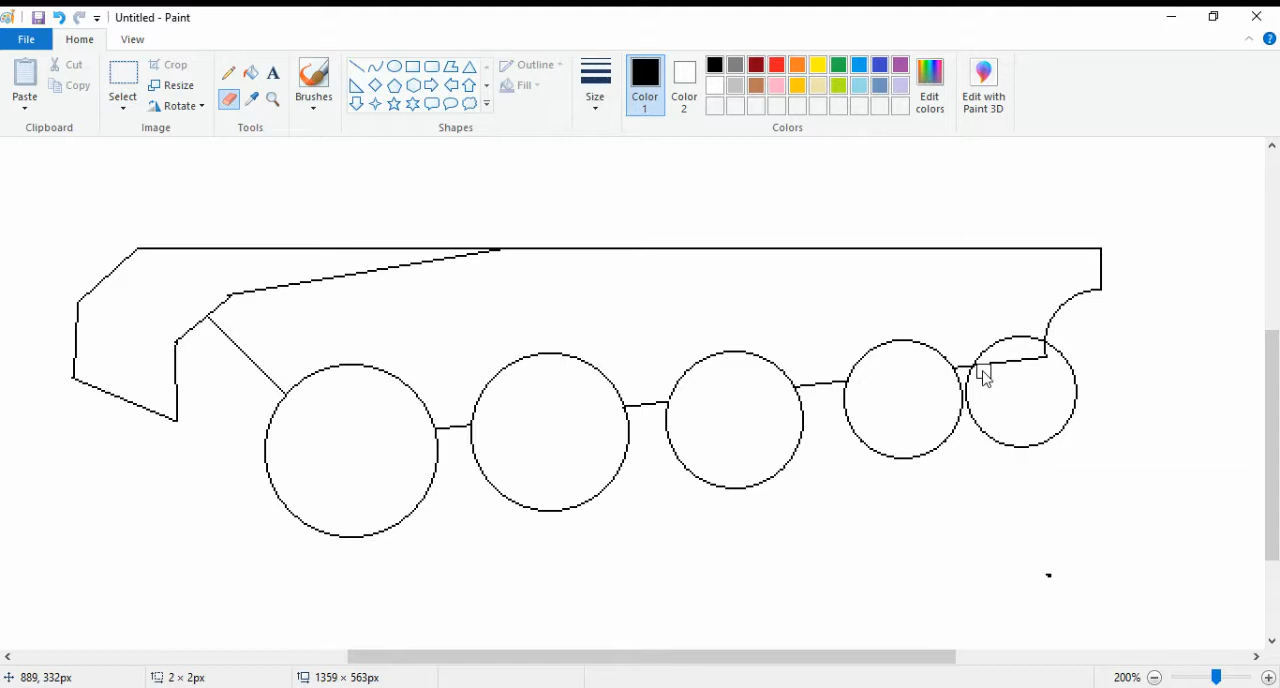 Untitled - Paint
File
Home
View
Paste
Cut
Copy
Clipboard
Select
Crop
Resize
Rotate
Image
A
Tools
Brushes
Shapes
Outline
Fill
Size
Color
1
Color
2
Edit
colors
Colors
Edit with
Paint 3D
889, 332px
2 × 2px
1359 × 563px
200%